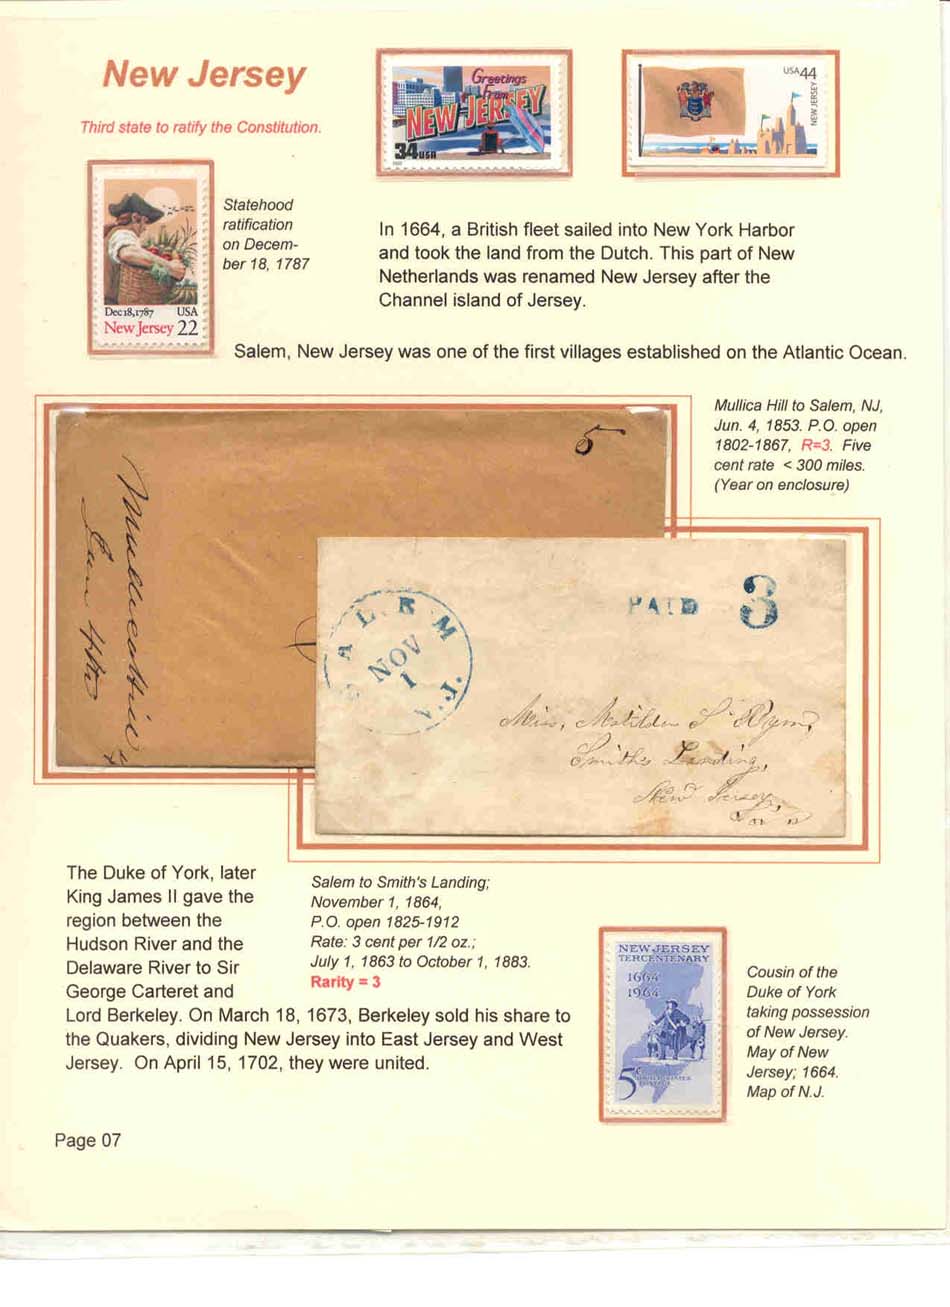 New Jersey
Third state to ratify the Constitution.
Greetings
from
NEW JERSEY
34 USA
USA 44
NEW JERSEY
Dec 18, 1787 USA
New Jersey 22
Statehood
ratification
on Decem-
ber 18, 1787
In 1664, a British fleet sailed into New York Harbor
and took the land from the Dutch. This part of New
Netherlands was renamed New Jersey after the
Channel island of Jersey.
Salem, New Jersey was one of the first villages established on the Atlantic Ocean.
5
Mullica Hill
Jun 4th
Mullica Hill to Salem, NJ,
Jun. 4, 1853. P.O. open
1802-1867, R=3. Five
cent rate < 300 miles.
(Year on enclosure)
SALEM
NOV
1
N.J.
PAID 3
Miss, Matilda S.
Smith's Landing,
New Jersey,
The Duke of York, later
King James II gave the
region between the
Hudson River and the
Delaware River to Sir
George Carteret and
Lord Berkeley. On March 18, 1673, Berkeley sold his share to
the Quakers, dividing New Jersey into East Jersey and West
Jersey. On April 15, 1702, they were united.
Salem to Smith's Landing;
November 1, 1864,
P.O. open 1825-1912
Rate: 3 cent per 1/2 oz.;
July 1, 1863 to October 1, 1883.
Rarity = 3
NEW JERSEY
TERCENTENARY
1664
1964
5¢ UNITED STATES
POSTAGE
Cousin of the
Duke of York
taking possession
of New Jersey.
May of New
Jersey; 1664.
Map of N.J.
Page 07